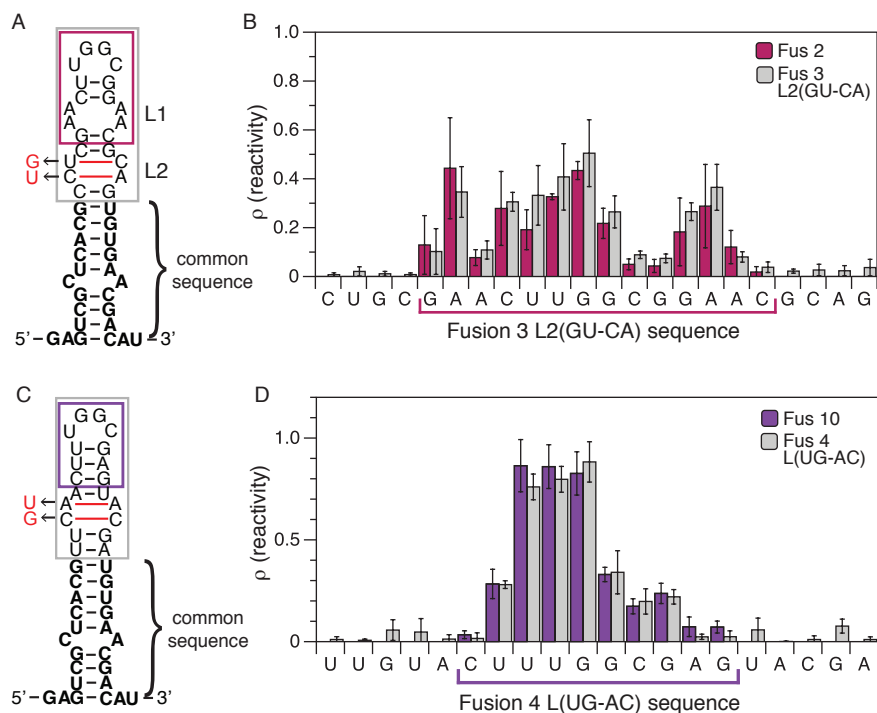 A
G G
U C
U–G
C–G
A A
A A
L1
G–C
C–G
G U C
U C A
L2
C–G
G–U
C–G
A–U
C–G
U–A
C A
G–C
C–G
U–A
5'–GAG CAU–3'
common
sequence
B
ρ (reactivity)
1.0
0.8
0.6
0.4
0.2
0
Fus 2
Fus 3
L2(GU-CA)
C U G C G A A C U U G G C G G A A C G C A G
Fusion 3 L2(GU-CA) sequence
C
G G
U C
U–G
U–A
C–G
A–U
U A A
G C C
U–G
U–A
G–U
C–G
A–U
C–G
U–A
C A
G–C
C–G
U–A
5'–GAG CAU–3'
common
sequence
D
ρ (reactivity)
1.0
0.5
0
Fus 10
Fus 4
L(UG-AC)
U U G U A C U U U G G C G A G U A C G A
Fusion 4 L(UG-AC) sequence